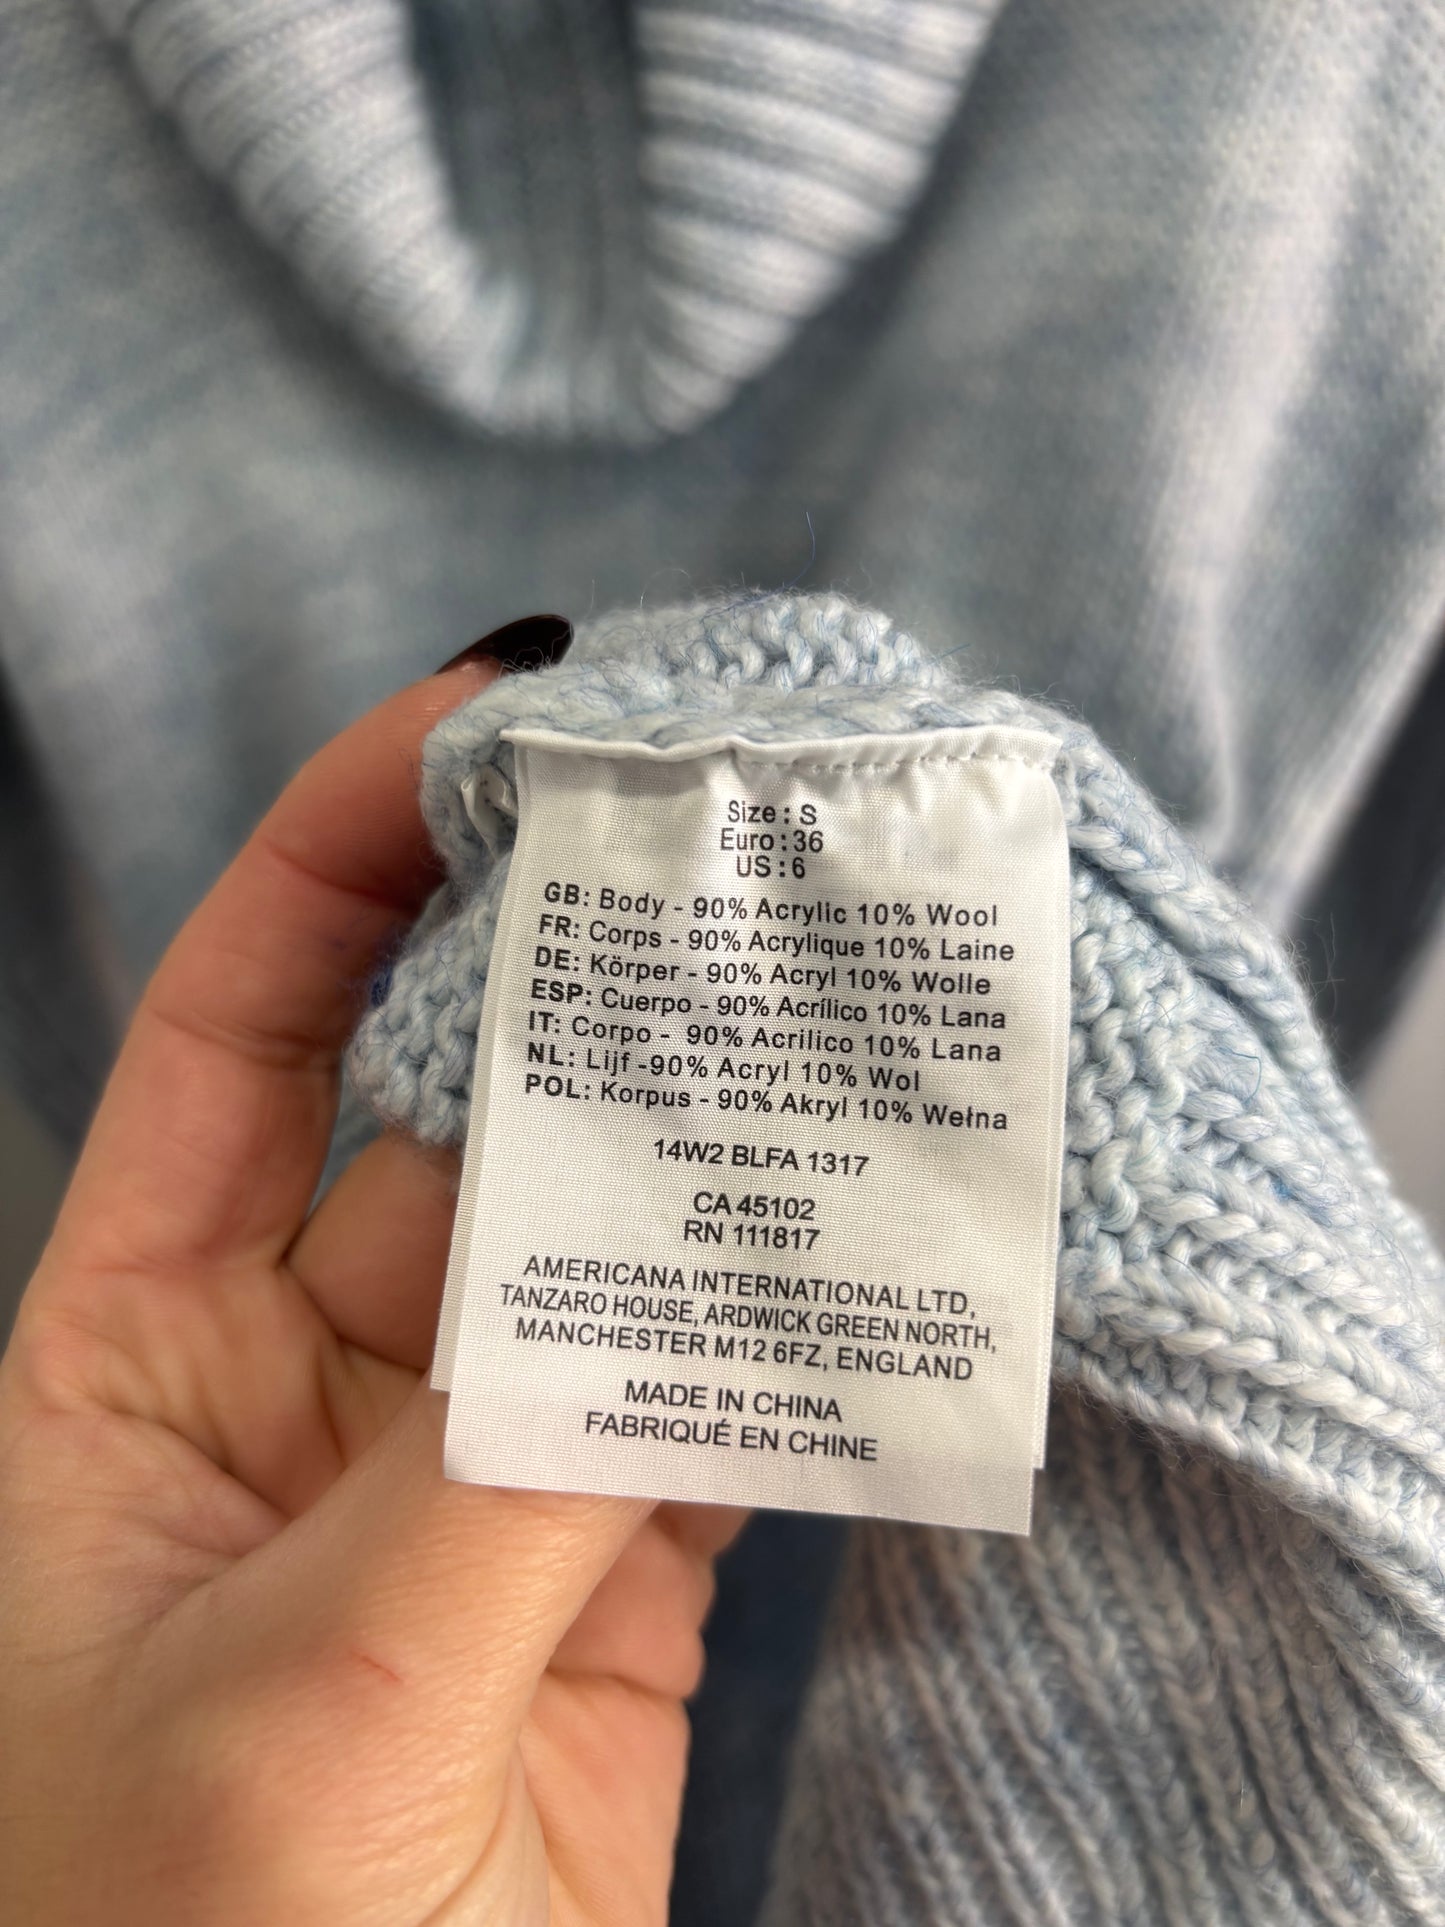 Size : S
Euro : 36
US : 6
GB: Body - 90% Acrylic 10% Wool
FR: Corps - 90% Acrylique 10% Laine
DE: Körper - 90% Acryl 10% Wolle
ESP: Cuerpo - 90% Acrílico 10% Lana
IT: Corpo - 90% Acrilico 10% Lana
NL: Lijf -90% Acryl 10% Wol
POL: Korpus - 90% Akryl 10% Wełna
14W2 BLFA 1317
CA 45102
RN 111817
AMERICANA INTERNATIONAL LTD,
TANZARO HOUSE, ARDWICK GREEN NORTH,
MANCHESTER M12 6FZ, ENGLAND
MADE IN CHINA
FABRIQUÉ EN CHINE